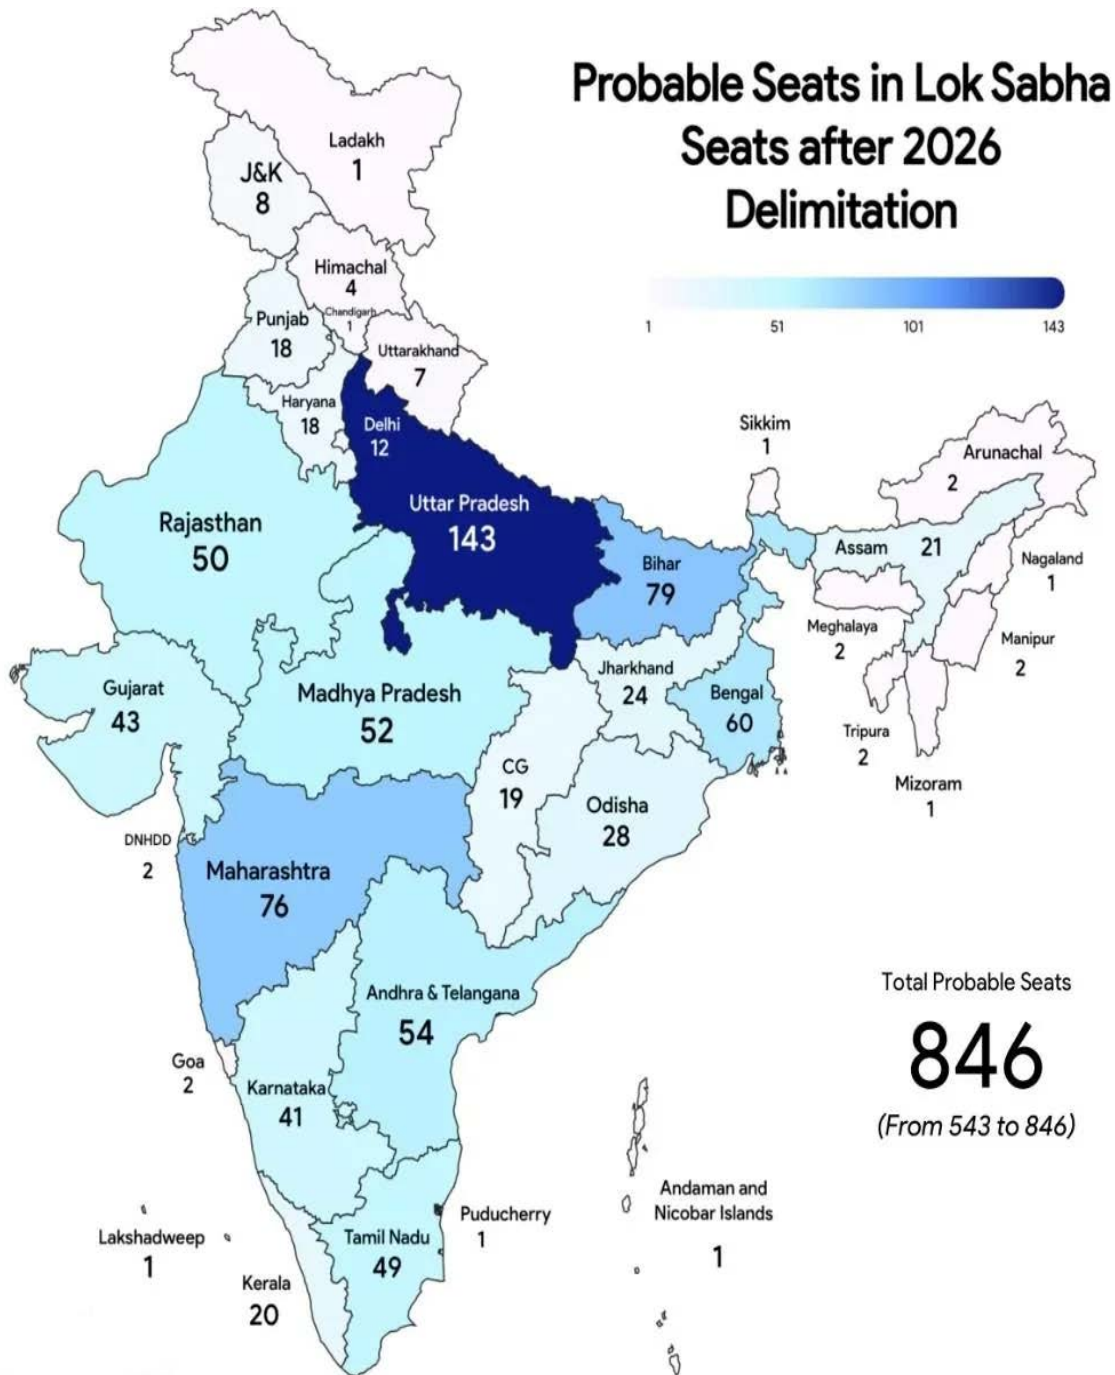 Probable Seats in Lok Sabha
Seats after 2026
Delimitation
1 51 101 143
Ladakh
1
J&K
8
Himachal
4
Chandigarh
1
Punjab
18
Uttarakhand
7
Haryana
18
Delhi
12
Sikkim
1
Arunachal
2
Rajasthan
50
Uttar Pradesh
143
Bihar
79
Assam 21
Nagaland
1
Meghalaya
2
Manipur
2
Gujarat
43
Madhya Pradesh
52
Jharkhand
24
Bengal
60
Tripura
2
Mizoram
1
CG
19
Odisha
28
DNHDD
2
Maharashtra
76
Andhra & Telangana
54
Total Probable Seats
846
(From 543 to 846)
Goa
2
Karnataka
41
Andaman and
Nicobar Islands
1
Puducherry
1
Lakshadweep
1
Tamil Nadu
49
Kerala
20